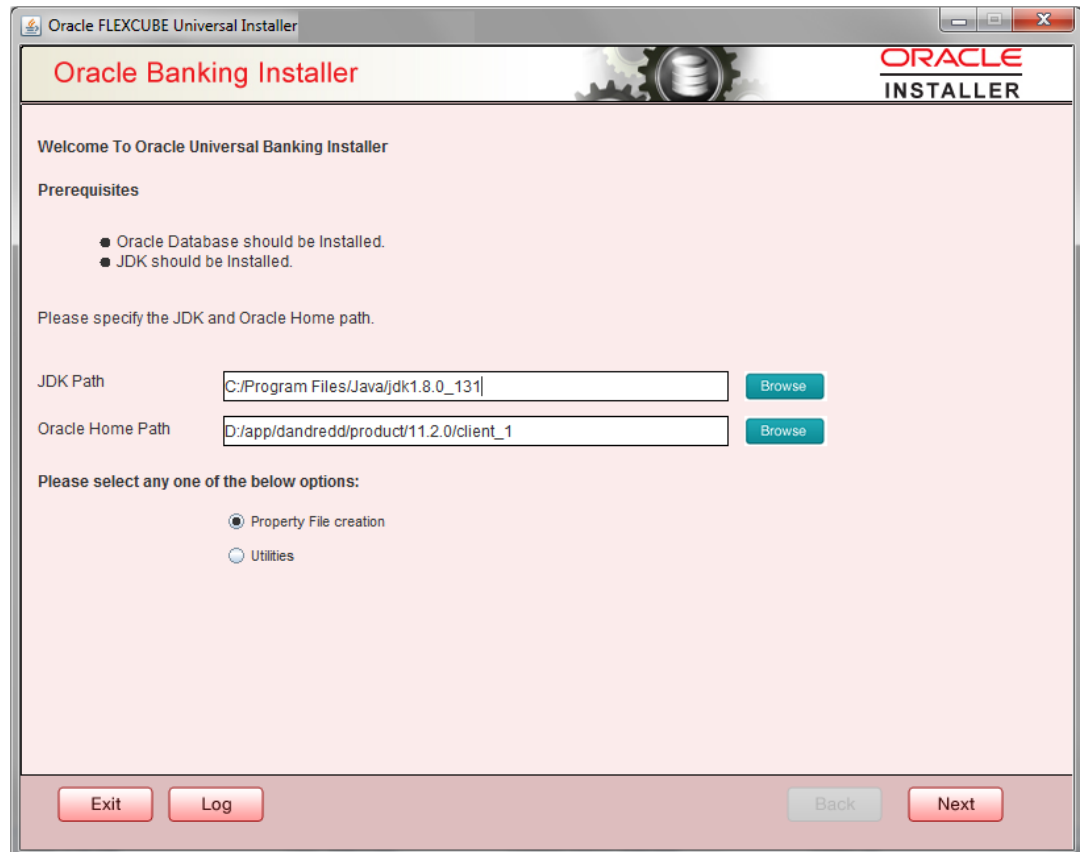 Oracle FLEXCUBE Universal Installer
Oracle Banking Installer
ORACLE
INSTALLER
Welcome To Oracle Universal Banking Installer
Prerequisites
Oracle Database should be Installed.
JDK should be Installed.
Please specify the JDK and Oracle Home path.
JDK Path
C:/Program Files/Java/jdk1.8.0_131
Browse
Oracle Home Path
D:/app/dandredd/product/11.2.0/client_1
Browse
Please select any one of the below options:
Property File creation
Utilities
Exit Log Back Next